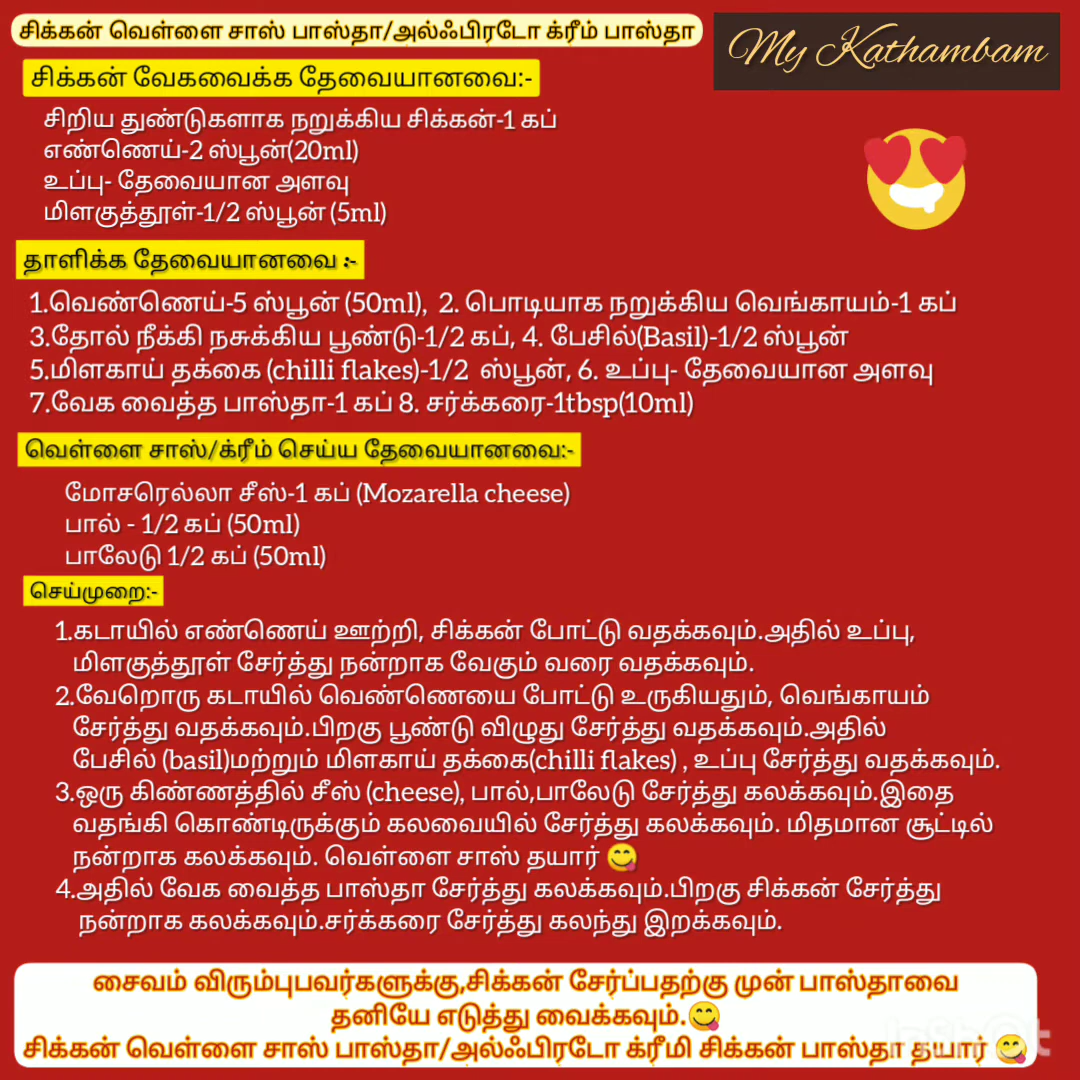 சிக்கன் வெள்ளை சாஸ் பாஸ்தா/அல்ஃபிரடோ க்ரீம் பாஸ்தா
My Kathambam
சிக்கன் வேகவைக்க தேவையானவை:-
சிறிய துண்டுகளாக நறுக்கிய சிக்கன்-1 கப்
எண்ணெய்-2 ஸ்பூன்(20ml)
உப்பு- தேவையான அளவு
மிளகுத்தூள்-1/2 ஸ்பூன் (5ml)
தாளிக்க தேவையானவை :-
1.வெண்ணெய்-5 ஸ்பூன் (50ml), 2. பொடியாக நறுக்கிய வெங்காயம்-1 கப்
3.தோல் நீக்கி நசுக்கிய பூண்டு-1/2 கப், 4. பேசில்(Basil)-1/2 ஸ்பூன்
5.மிளகாய் தக்கை (chilli flakes)-1/2 ஸ்பூன், 6. உப்பு- தேவையான அளவு
7.வேக வைத்த பாஸ்தா-1 கப் 8. சர்க்கரை-1tbsp(10ml)
வெள்ளை சாஸ்/க்ரீம் செய்ய தேவையானவை:-
மோசரெல்லா சீஸ்-1 கப் (Mozarella cheese)
பால் - 1/2 கப் (50ml)
பாலேடு 1/2 கப் (50ml)
செய்முறை:-
1.கடாயில் எண்ணெய் ஊற்றி, சிக்கன் போட்டு வதக்கவும்.அதில் உப்பு,
மிளகுத்தூள் சேர்த்து நன்றாக வேகும் வரை வதக்கவும்.
2.வேறொரு கடாயில் வெண்ணெயை போட்டு உருகியதும், வெங்காயம்
சேர்த்து வதக்கவும்.பிறகு பூண்டு விழுது சேர்த்து வதக்கவும்.அதில்
பேசில் (basil)மற்றும் மிளகாய் தக்கை(chilli flakes) , உப்பு சேர்த்து வதக்கவும்.
3.ஒரு கிண்ணத்தில் சீஸ் (cheese), பால்,பாலேடு சேர்த்து கலக்கவும்.இதை
வதங்கி கொண்டிருக்கும் கலவையில் சேர்த்து கலக்கவும். மிதமான சூட்டில்
நன்றாக கலக்கவும். வெள்ளை சாஸ் தயார் 😋
4.அதில் வேக வைத்த பாஸ்தா சேர்த்து கலக்கவும்.பிறகு சிக்கன் சேர்த்து
நன்றாக கலக்கவும்.சர்க்கரை சேர்த்து கலந்து இறக்கவும்.
சைவம் விரும்புபவர்களுக்கு,சிக்கன் சேர்ப்பதற்கு முன் பாஸ்தாவை
தனியே எடுத்து வைக்கவும்.😋
சிக்கன் வெள்ளை சாஸ் பாஸ்தா/அல்ஃபிரடோ க்ரீமி சிக்கன் பாஸ்தா தயார் 😋